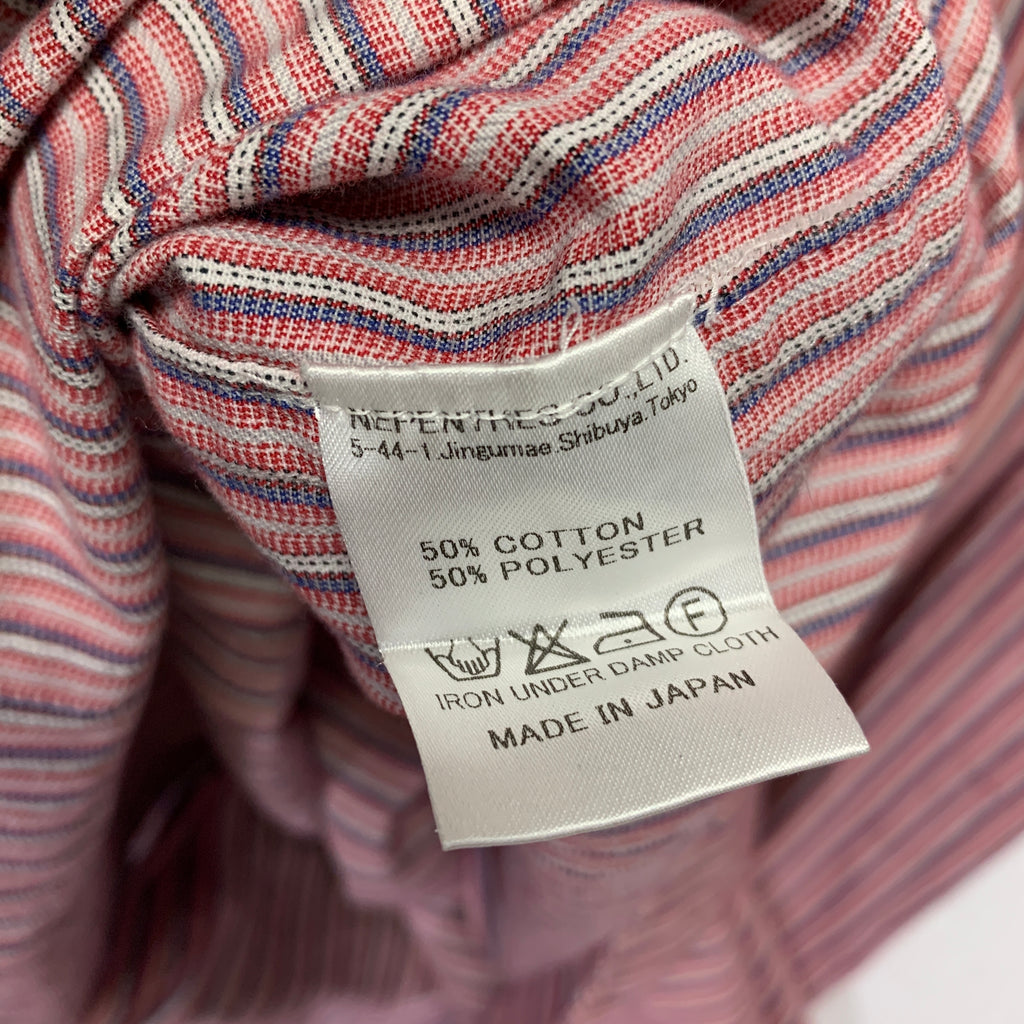 NEPENTHES CO.,LTD.
5-44-1.Jingumae.Shibuya.Tokyo
50% COTTON
50% POLYESTER
F
IRON UNDER DAMP CLOTH
MADE IN JAPAN